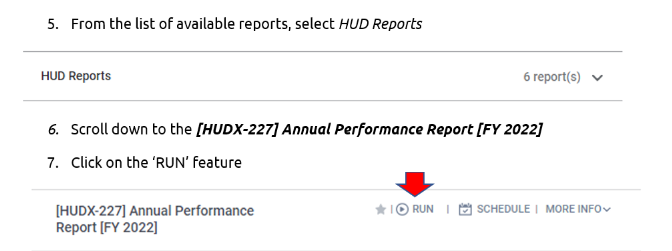 5. From the list of available reports, select HUD Reports
HUD Reports 6 report(s)
6. Scroll down to the [HUDX-227] Annual Performance Report [FY 2022]
7. Click on the ‘RUN’ feature
[HUDX-227] Annual Performance RUN | SCHEDULE | MORE INFO
Report [FY 2022]